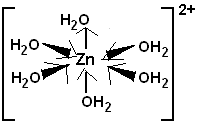 2+
H₂O
H₂O OH₂
Zn
H₂O OH₂
OH₂